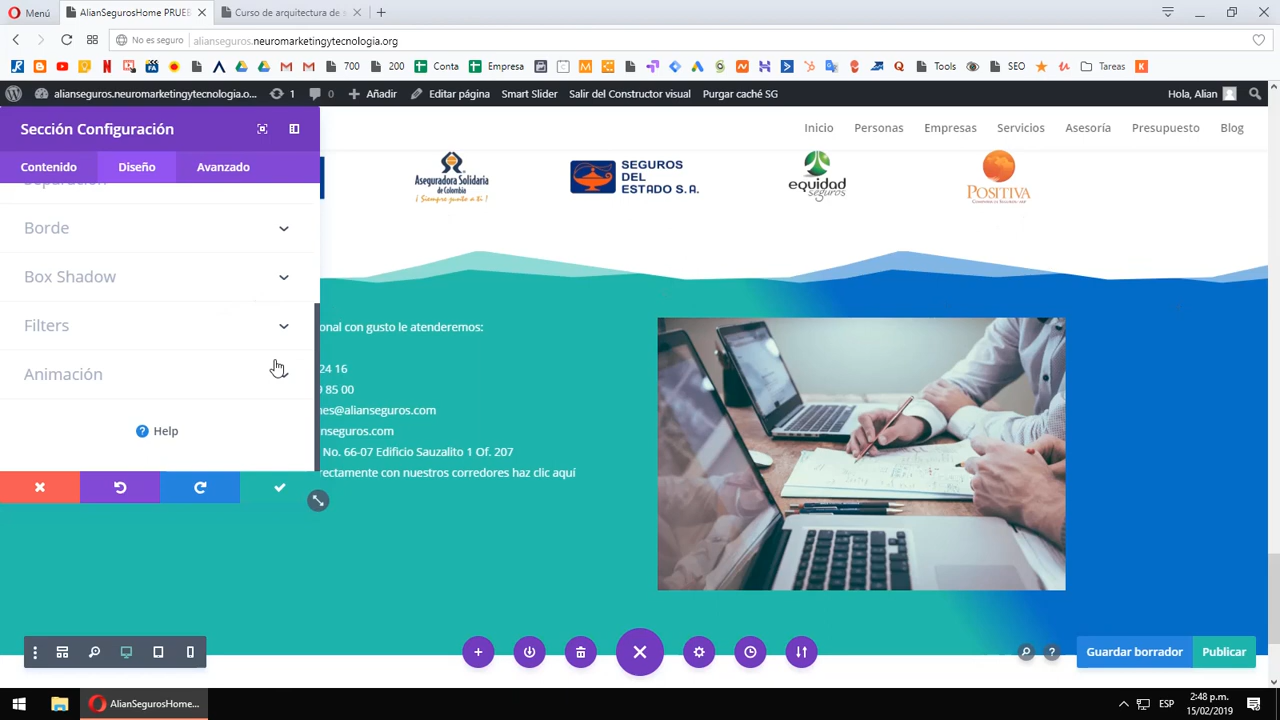 Menú
AlianSegurosHome PRUEB
Curso de arquitectura de s
No es seguro
alianseguros.neuromarketingytecnologia.org
700
200
Conta
Empresa
Tools
SEO
Tareas
alianseguros.neuromarketingytecnologia.o...
1
0
Añadir
Editar página
Smart Slider
Salir del Constructor visual
Purgar caché SG
Hola, Alian
Sección Configuración
Contenido
Diseño
Avanzado
Separación
Borde
Box Shadow
Filters
Animación
Help
Inicio
Personas
Empresas
Servicios
Asesoría
Presupuesto
Blog
Aseguradora Solidaria
de Colombia
¡Siempre junto a ti!
SEGUROS
DEL
ESTADO S.A.
equidad
seguros
POSITIVA
onal con gusto le atenderemos:
24 16
9 85 00
nes@alianseguros.com
nseguros.com
No. 66-07 Edificio Sauzalito 1 Of. 207
rectamente con nuestros corredores haz clic aquí
Guardar borrador
Publicar
AlianSegurosHome...
ESP
2:48 p.m.
15/02/2019